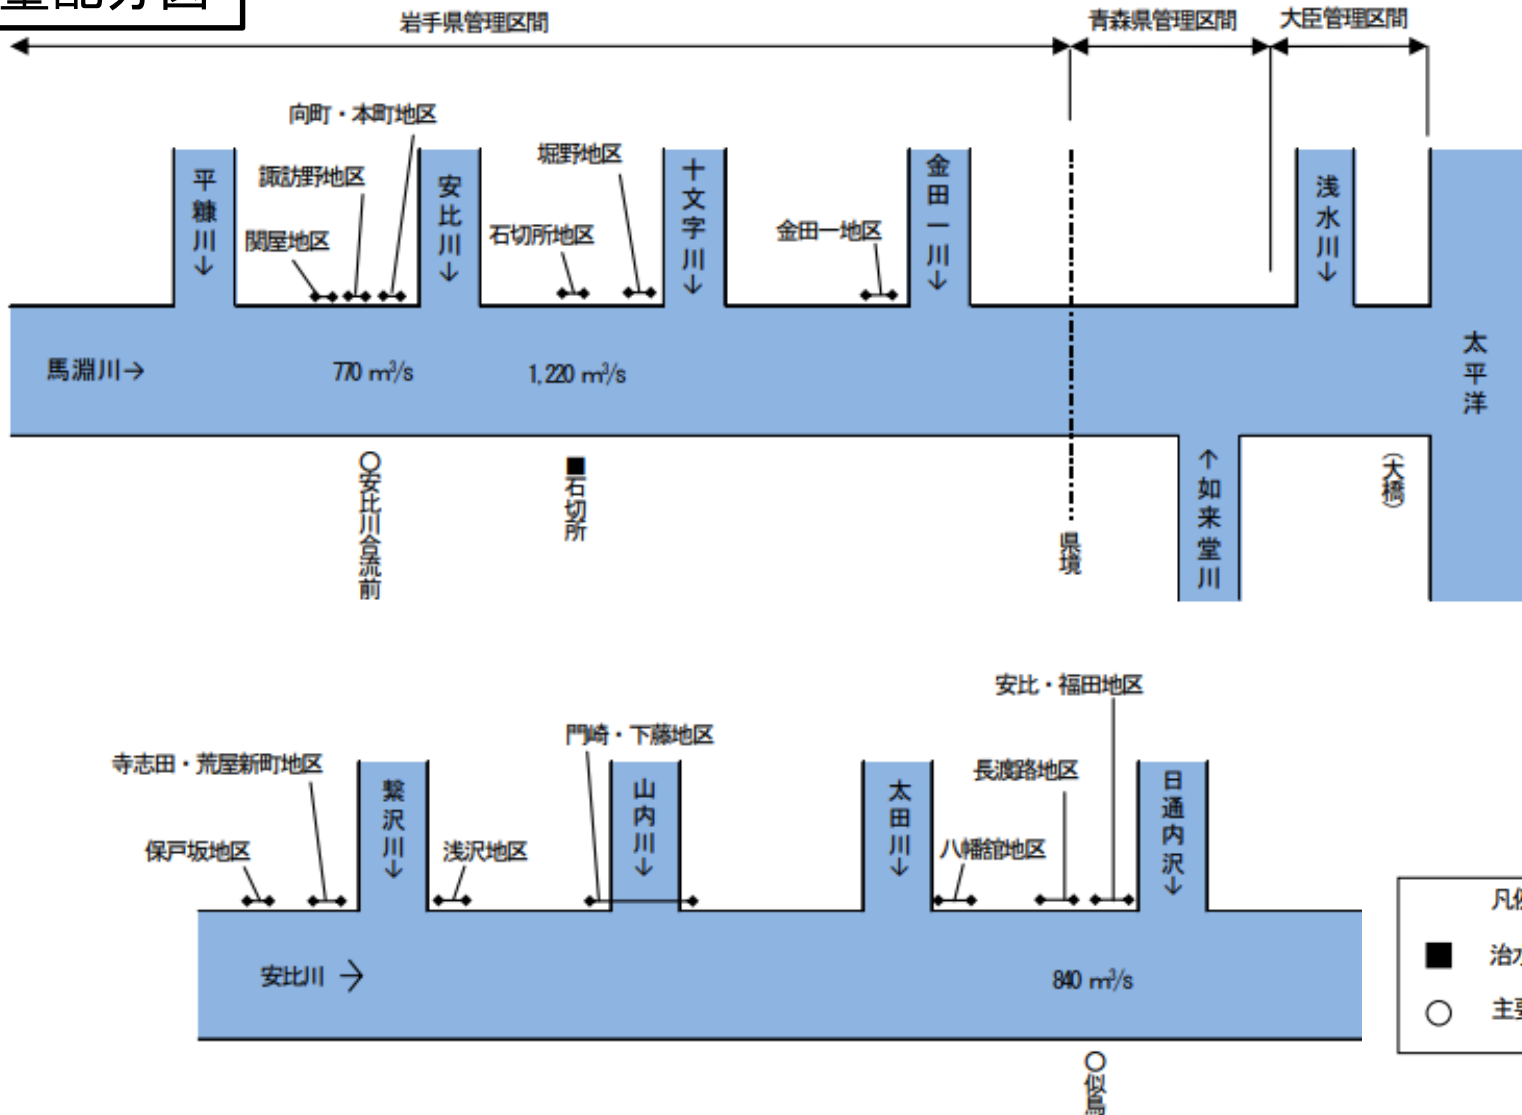 量配分図
岩手県管理区間
青森県管理区間
大臣管理区間
向町・本町地区
諏訪野地区
関屋地区
堀野地区
石切所地区
金田一地区
平糠川↓
安比川↓
十文字川↓
金田一川↓
浅水川↓
馬淵川→
770 m³/s
1,220 m³/s
太平洋
○安比川合流前
■石切所
県境
↑如来堂川
(大橋)
安比・福田地区
門崎・下藤地区
寺志田・荒屋新町地区
長渡路地区
保戸坂地区
浅沢地区
八幡舘地区
繋沢川↓
山内川↓
太田川↓
日通内沢↓
安比川 →
840 m³/s
○似鳥
凡
■ 治
○ 主